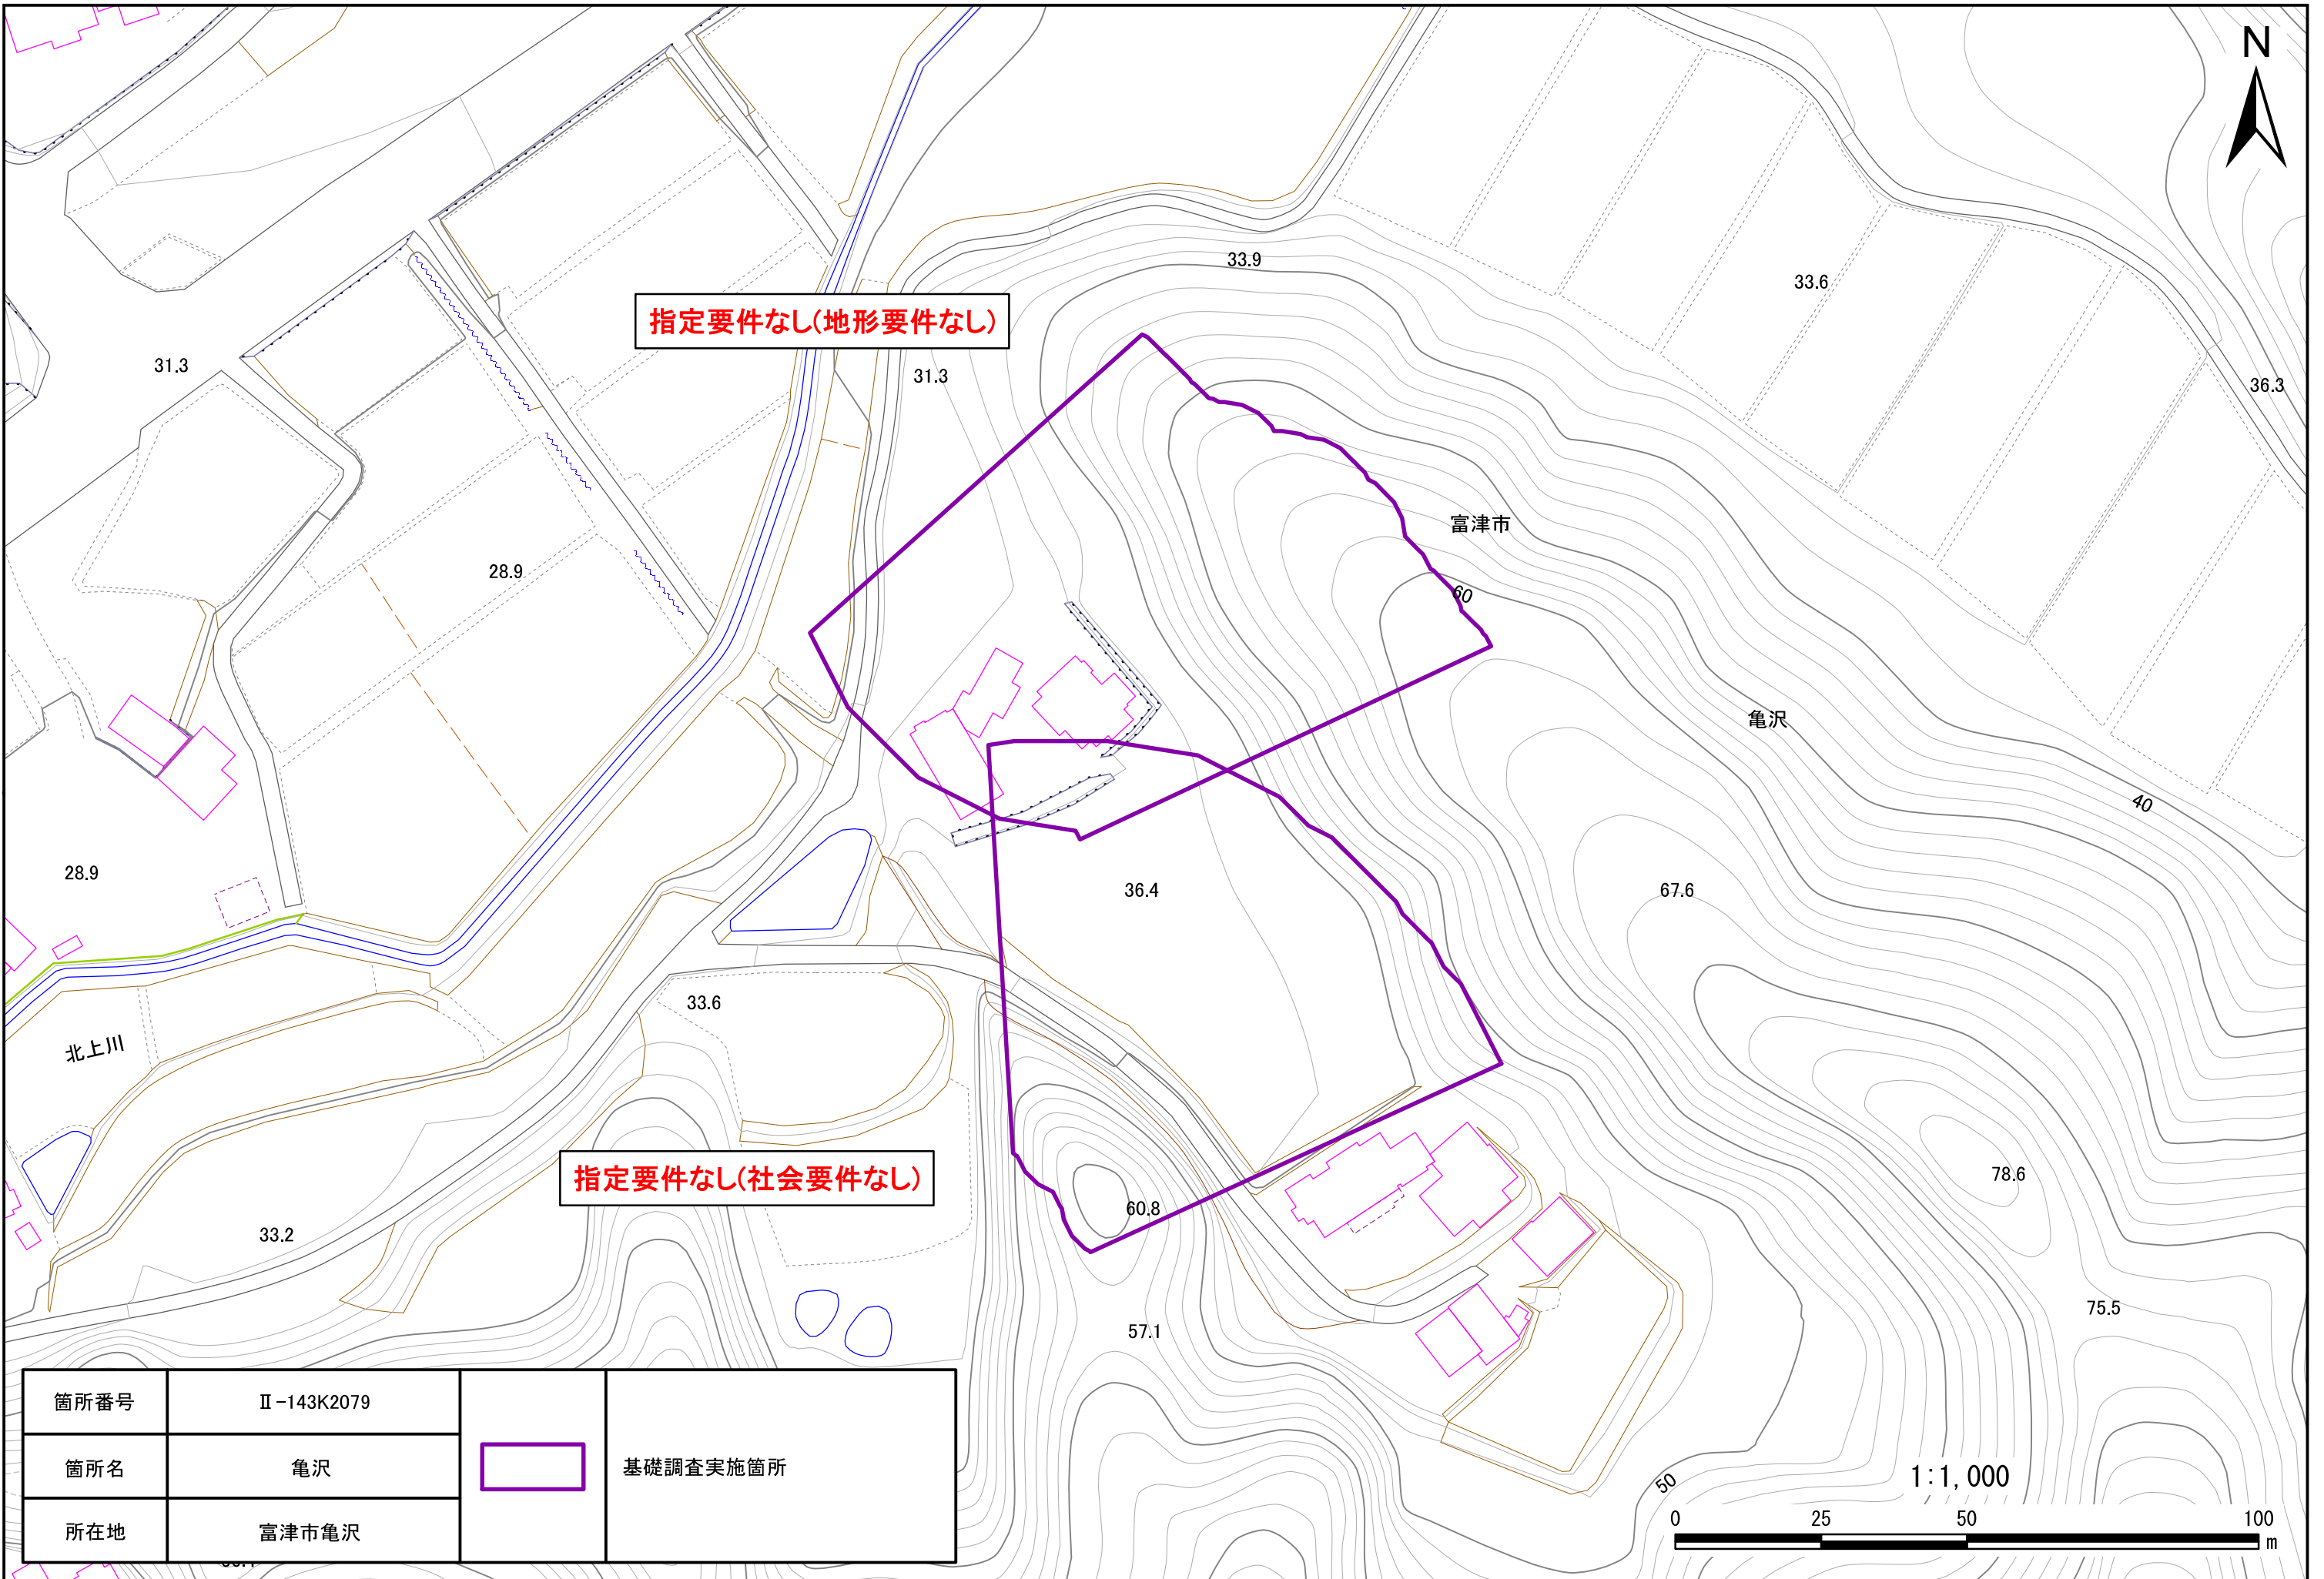 N
33.9
33.6
指定要件なし(地形要件なし)
31.3
31.3
36.3
富津市
28.9
60
亀沢
40
28.9
36.4
67.6
33.6
北上川
指定要件なし(社会要件なし)
60.8
78.6
33.2
75.5
57.1
50
箇所番号 Ⅱ-143K2079
箇所名 亀沢
所在地 富津市亀沢
基礎調査実施箇所
1:1,000
0 25 50 100
m